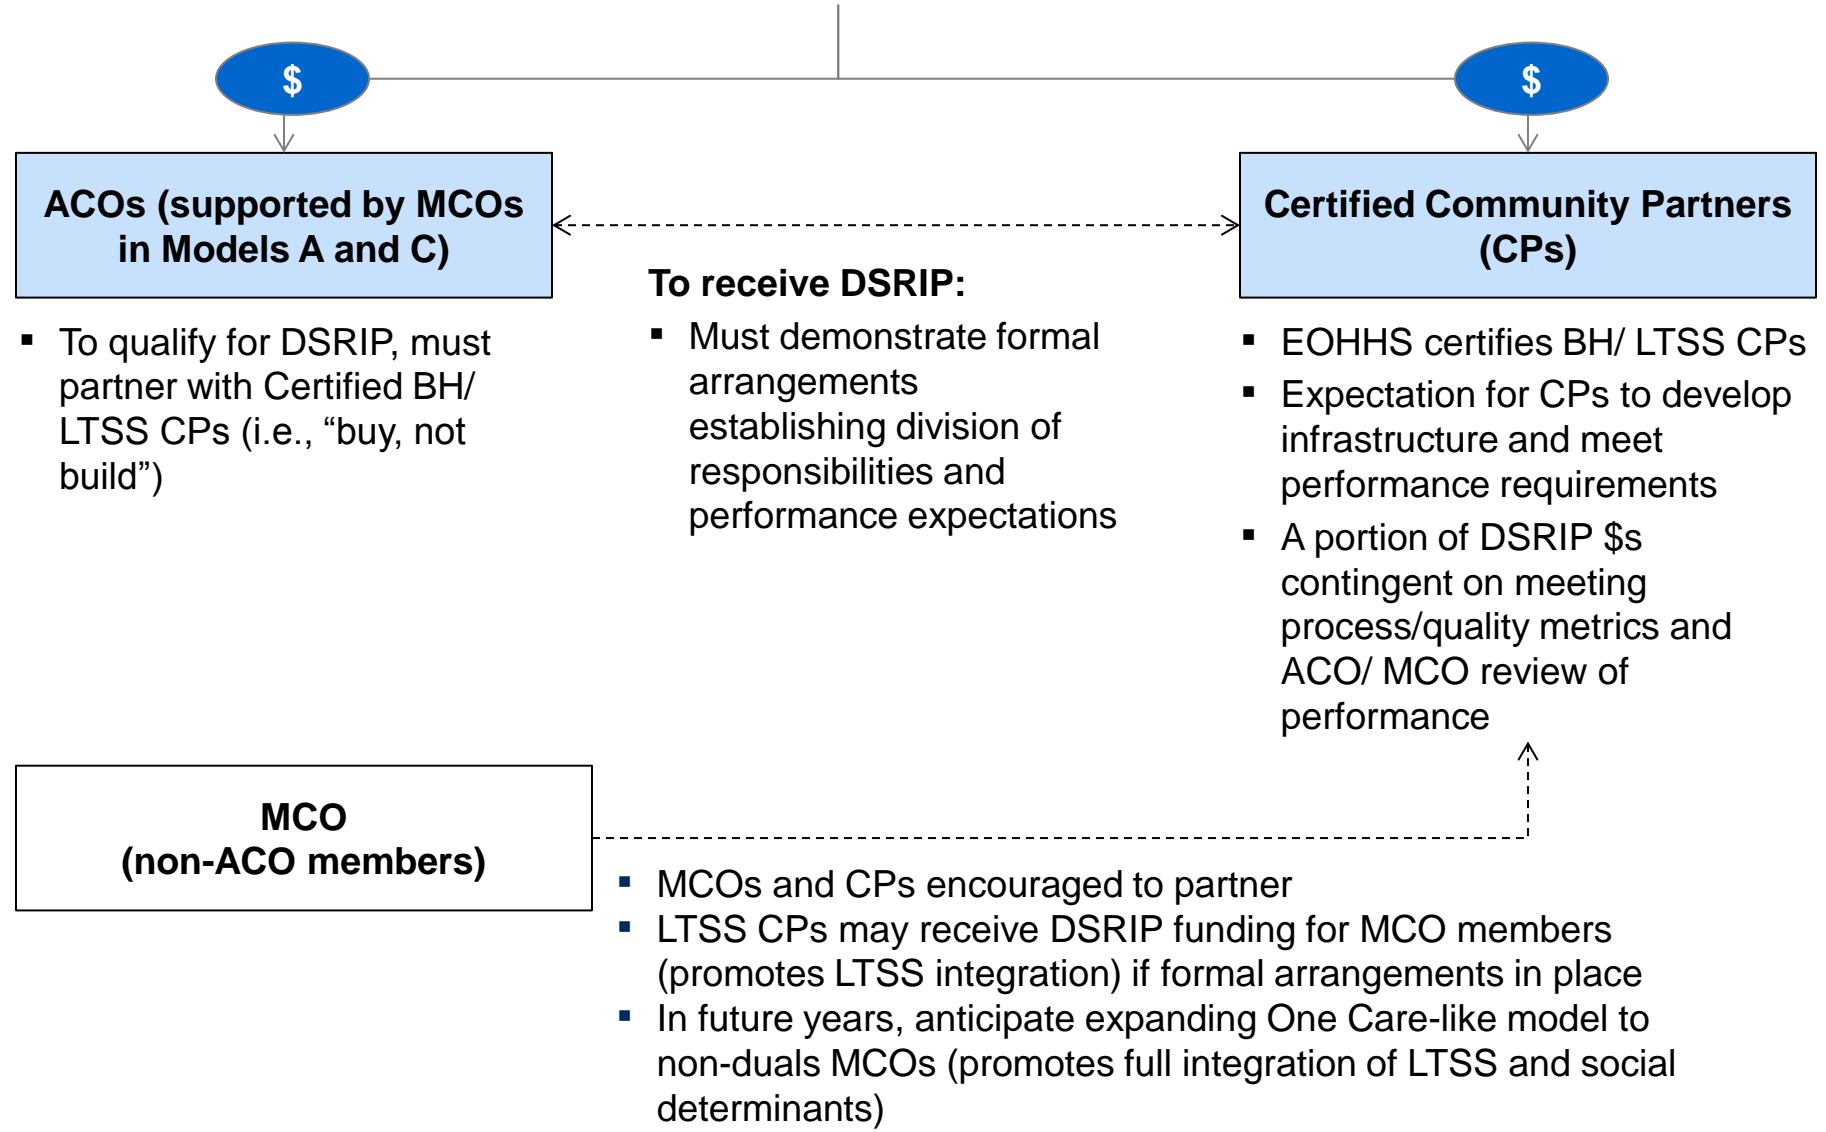 $
$
ACOs (supported by MCOs
in Models A and C)
▪ To qualify for DSRIP, must
partner with Certified BH/
LTSS CPs (i.e., “buy, not
build”)
To receive DSRIP:
▪ Must demonstrate formal
arrangements
establishing division of
responsibilities and
performance expectations
Certified Community Partners
(CPs)
▪ EOHHS certifies BH/ LTSS CPs
▪ Expectation for CPs to develop
infrastructure and meet
performance requirements
▪ A portion of DSRIP $s
contingent on meeting
process/quality metrics and
ACO/ MCO review of
performance
MCO
(non-ACO members)
▪ MCOs and CPs encouraged to partner
▪ LTSS CPs may receive DSRIP funding for MCO members
(promotes LTSS integration) if formal arrangements in place
▪ In future years, anticipate expanding One Care-like model to
non-duals MCOs (promotes full integration of LTSS and social
determinants)